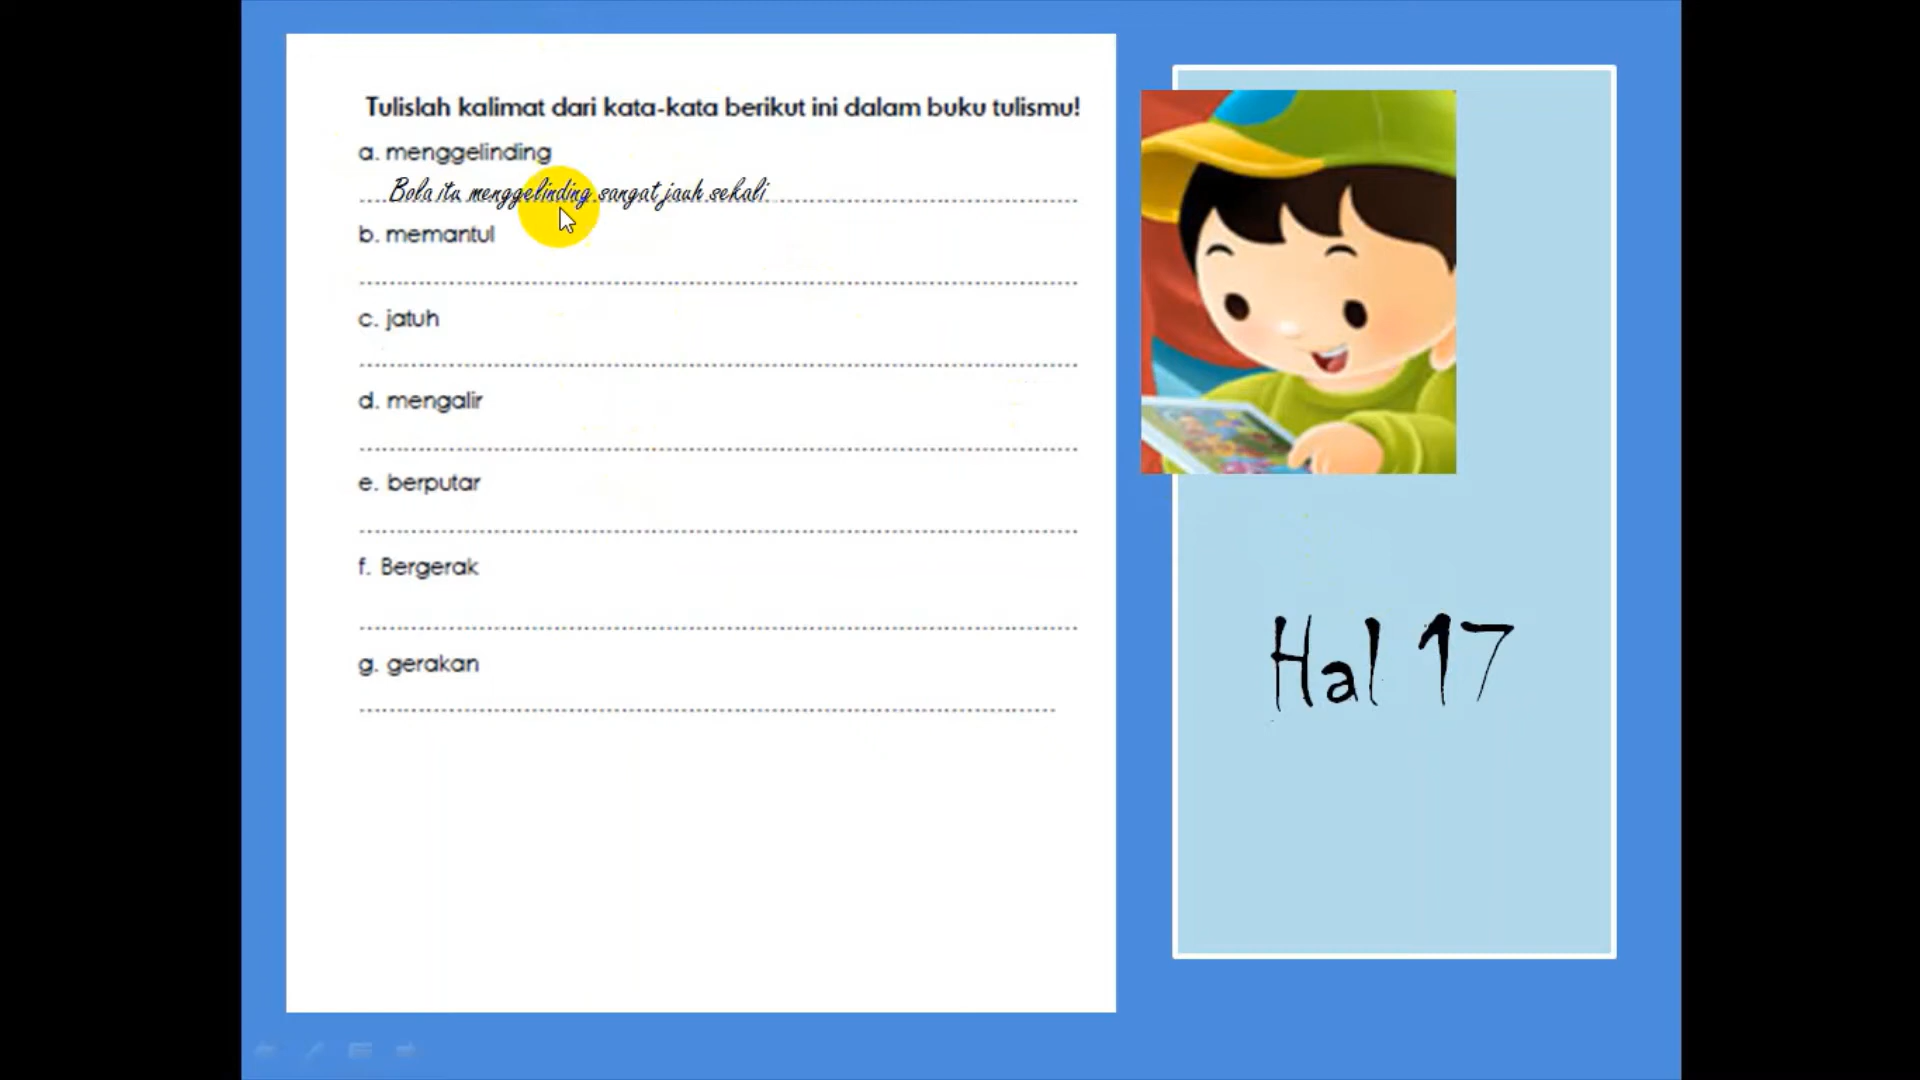 Tulislah kalimat dari kata-kata berikut ini dalam buku tulismu!
a. menggelinding
Bola itu menggelinding sangat jauh sekali
b. memantul
c. jatuh
d. mengalir
e. berputar
f. Bergerak
g. gerakan
Hal 17